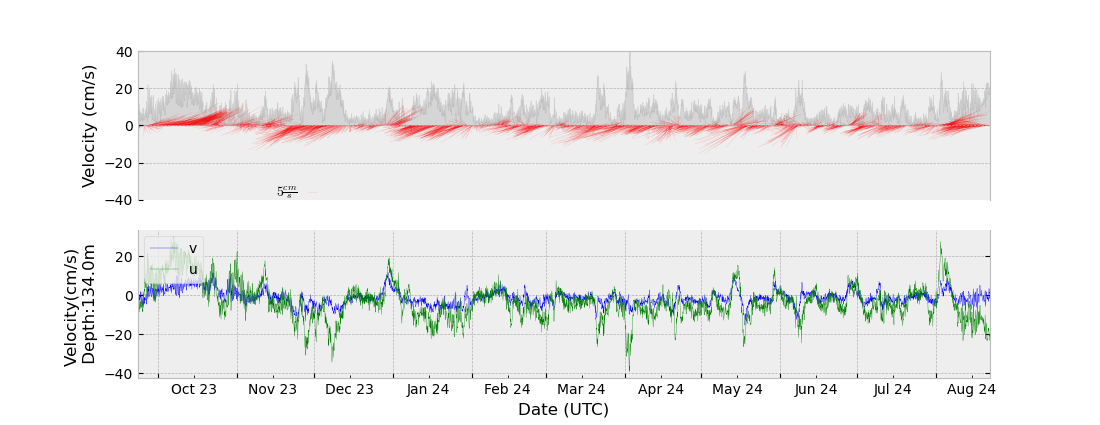 Velocity (cm/s)
40
20
0
−20
−40
5 cm/s
Velocity(cm/s)
Depth:134.0m
20
0
−20
−40
v
u
Oct 23 Nov 23 Dec 23 Jan 24 Feb 24 Mar 24 Apr 24 May 24 Jun 24 Jul 24 Aug 24
Date (UTC)